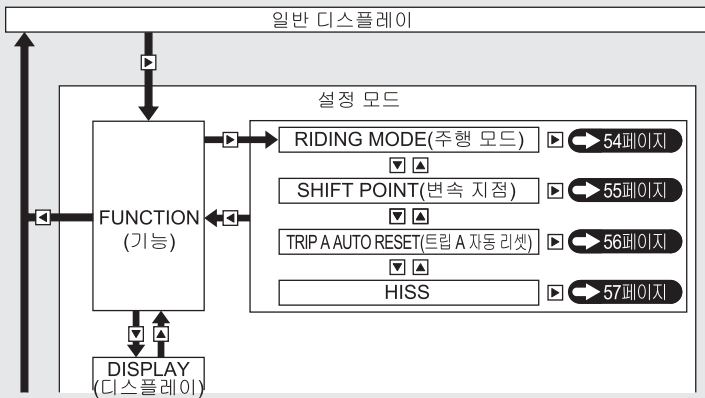 일반 디스플레이
설정 모드
FUNCTION
(기능)
RIDING MODE(주행 모드)
54페이지
SHIFT POINT(변속 지점)
55페이지
TRIP A AUTO RESET(트립 A 자동 리셋)
56페이지
HISS
57페이지
DISPLAY
(디스플레이)